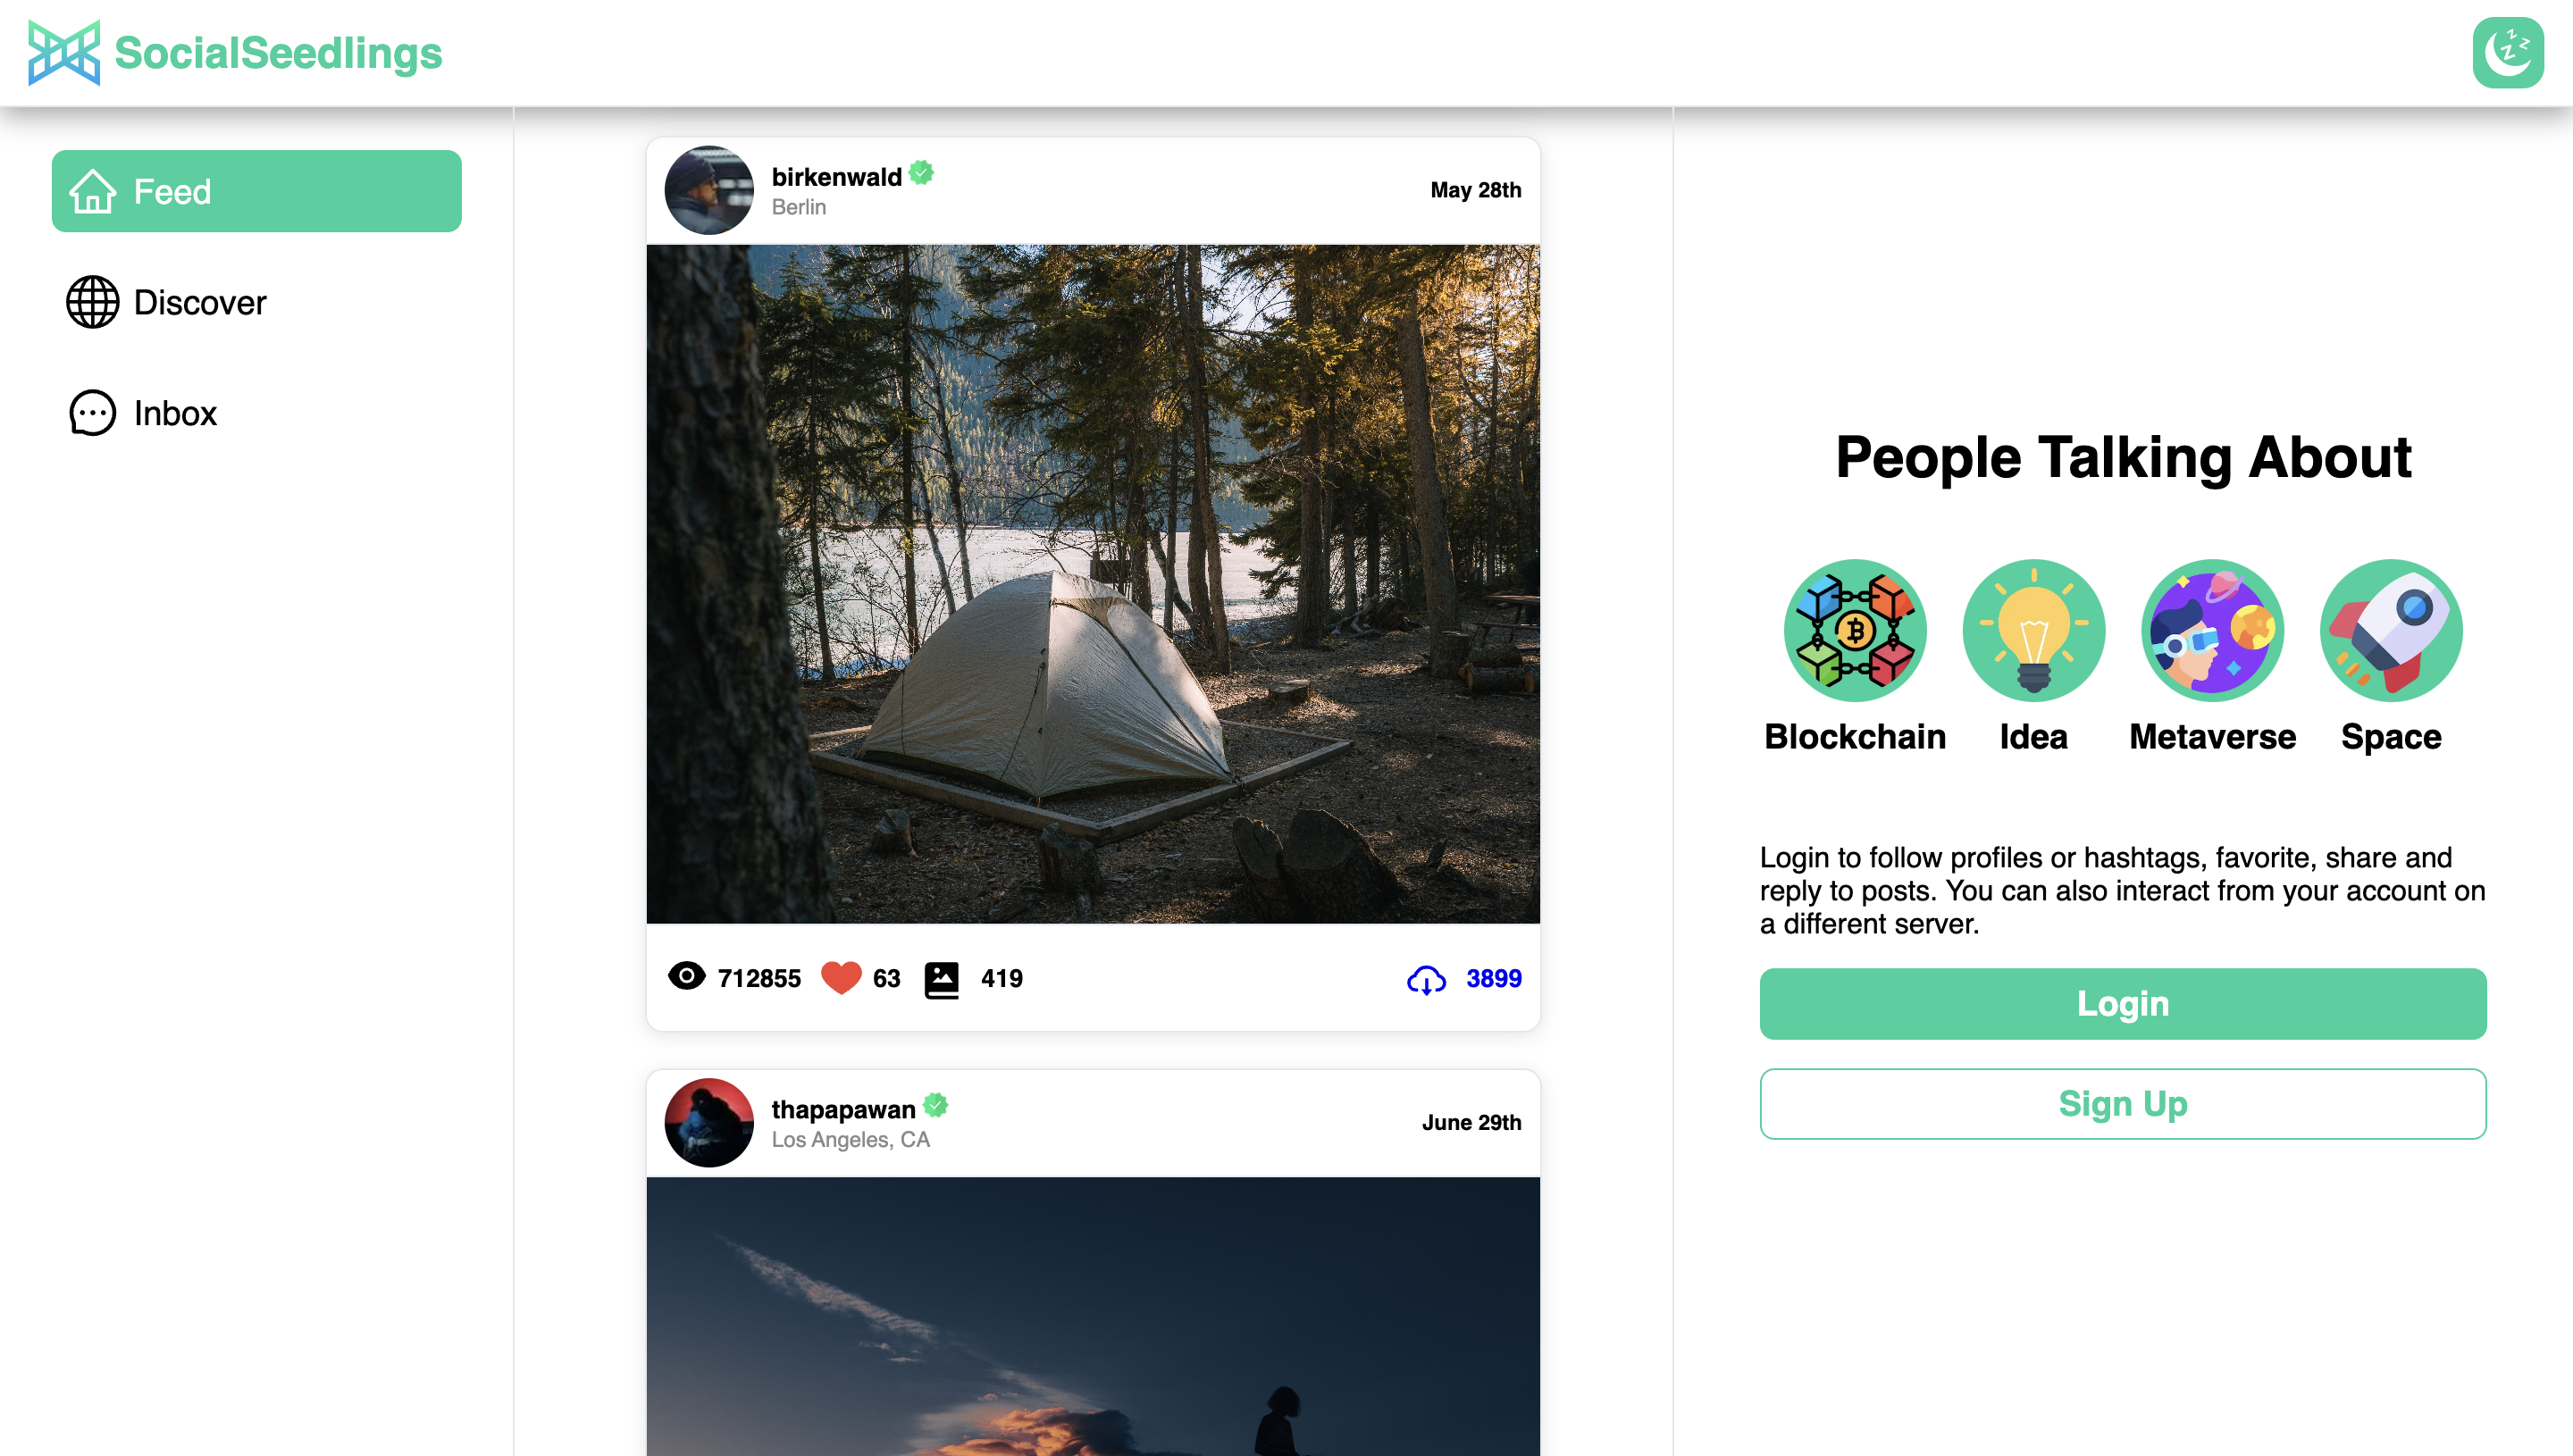 SocialSeedlings
Feed
Discover
Inbox
birkenwald
Berlin
May 28th
712855
63
419
3899
thapapawan
Los Angeles, CA
June 29th
People Talking About
Blockchain
Idea
Metaverse
Space
Login to follow profiles or hashtags, favorite, share and
reply to posts. You can also interact from your account on
a different server.
Login
Sign Up